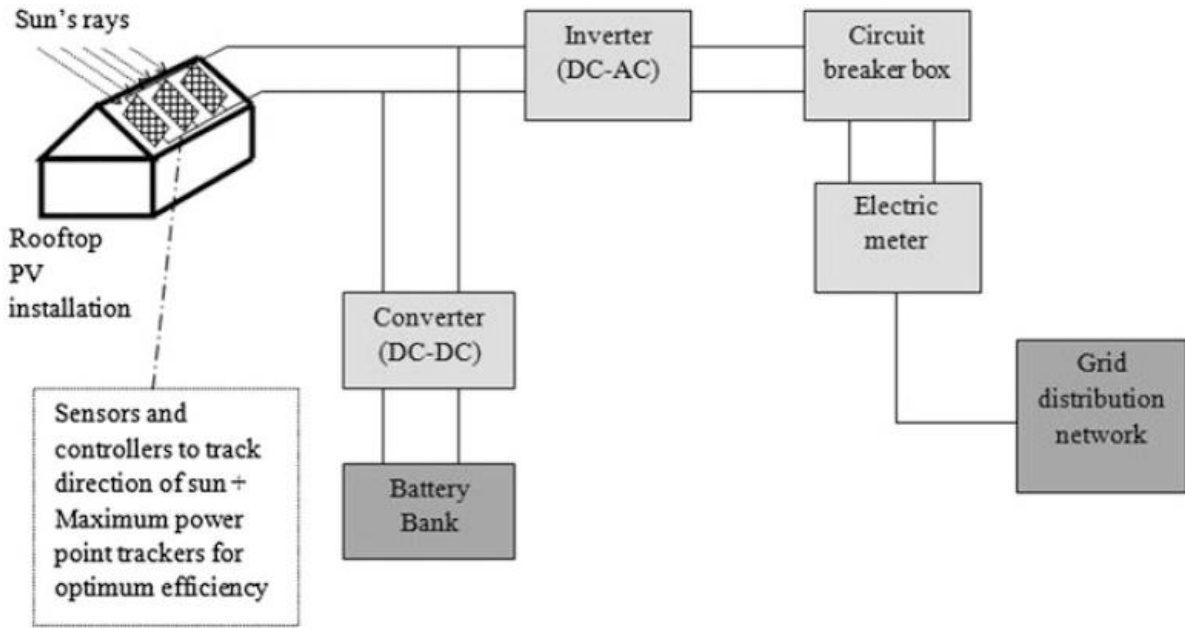 Sun’s rays
Inverter
(DC-AC)
Circuit
breaker box
Electric
meter
Rooftop
PV
installation
Converter
(DC-DC)
Grid
distribution
network
Sensors and
controllers to track
direction of sun +
Maximum power
point trackers for
optimum efficiency
Battery
Bank